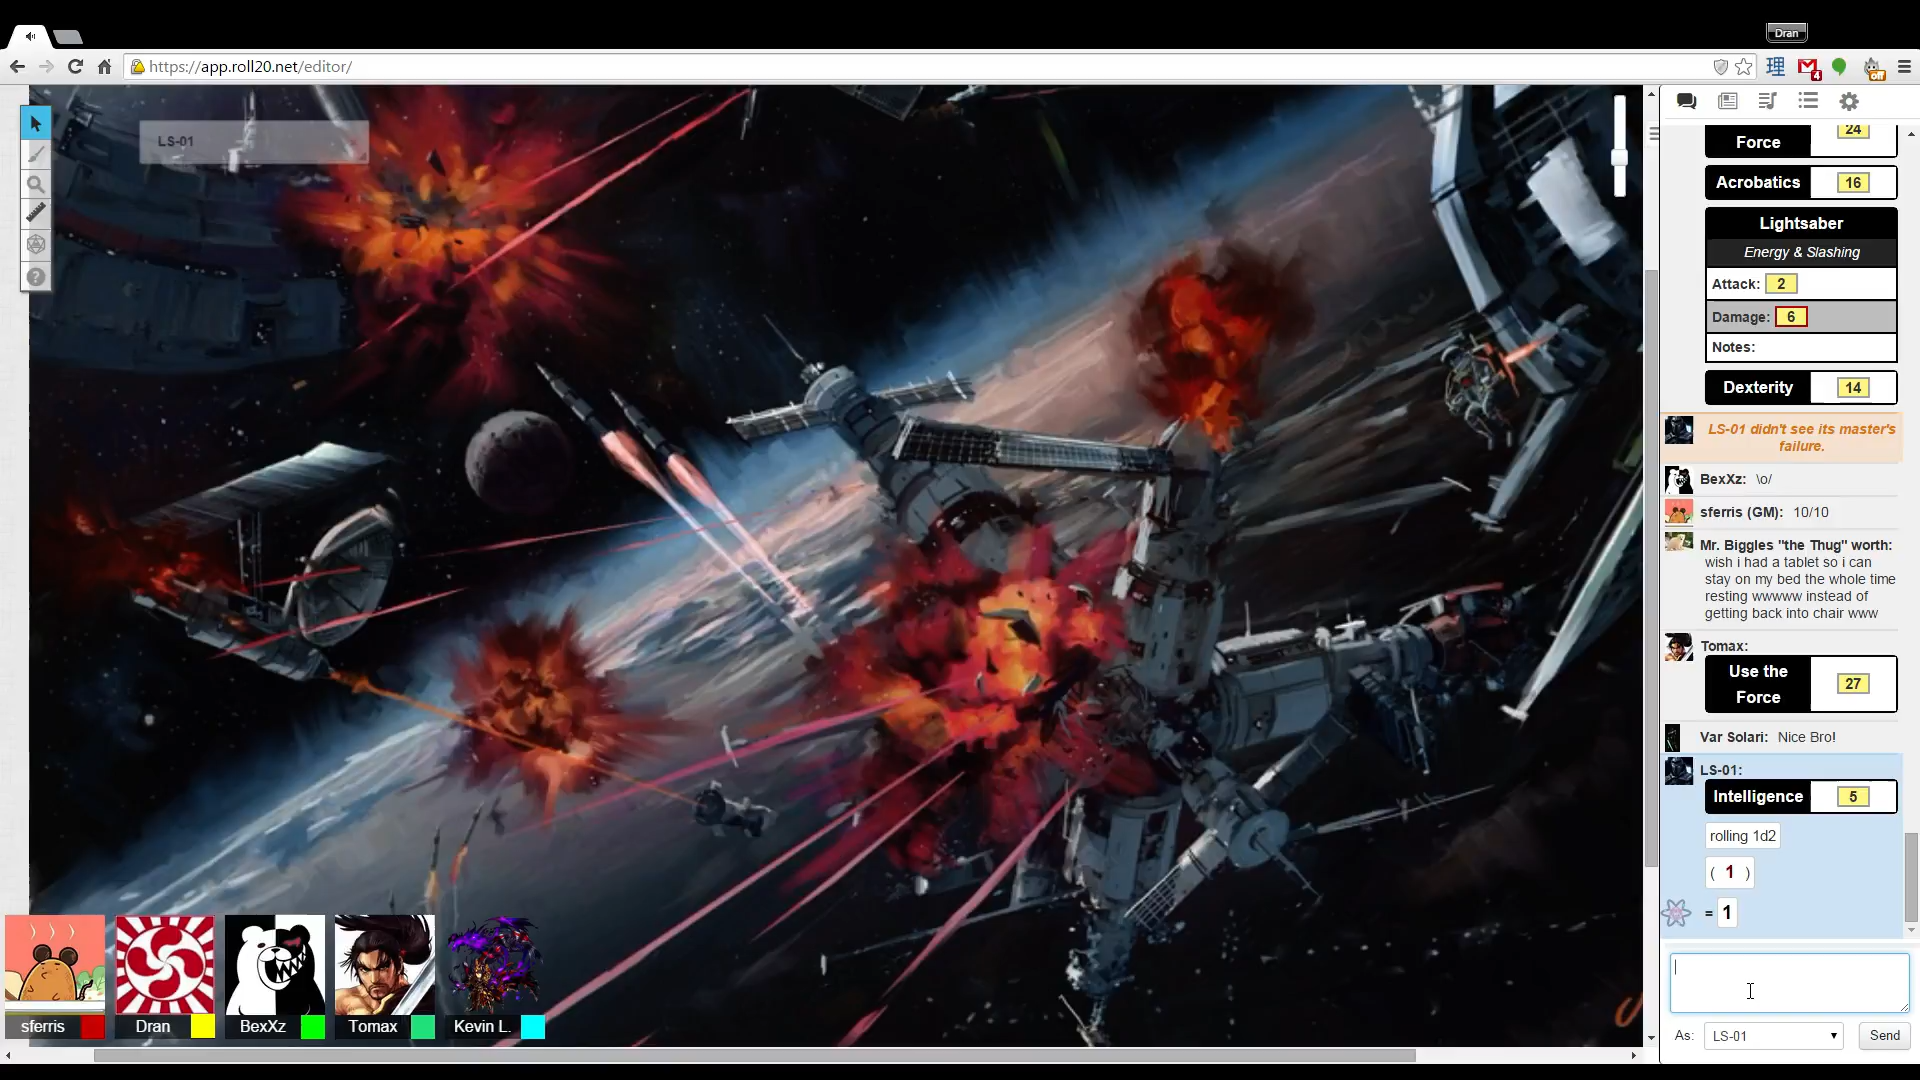 Dran
https://app.roll20.net/editor/
理
4
off
LS-01
Force 24
Acrobatics 16
Lightsaber
Energy & Slashing
Attack: 2
Damage: 6
Notes:
Dexterity 14
LS-01 didn't see its master's
failure.
BexXz: \o/
sferris (GM): 10/10
Mr. Biggles "the Thug" worth:
wish i had a tablet so i can
stay on my bed the whole time
resting wwwww instead of
getting back into chair www
Tomax:
Use the
Force 27
Var Solari: Nice Bro!
LS-01:
Intelligence 5
rolling 1d2
( 1 )
= 1
As: LS-01 Send
sferris Dran BexXz Tomax Kevin L.